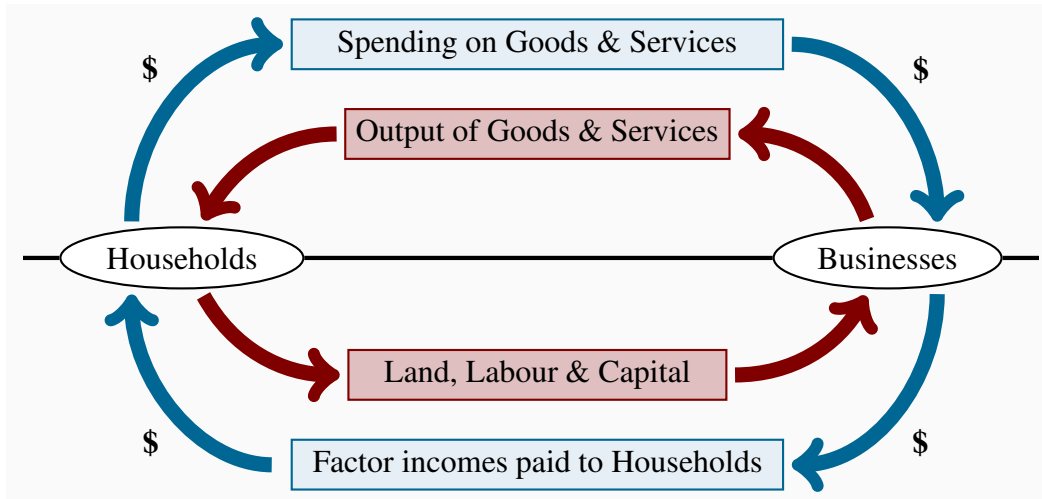 Spending on Goods & Services
$
$
Output of Goods & Services
Households
Businesses
Land, Labour & Capital
$
$
Factor incomes paid to Households